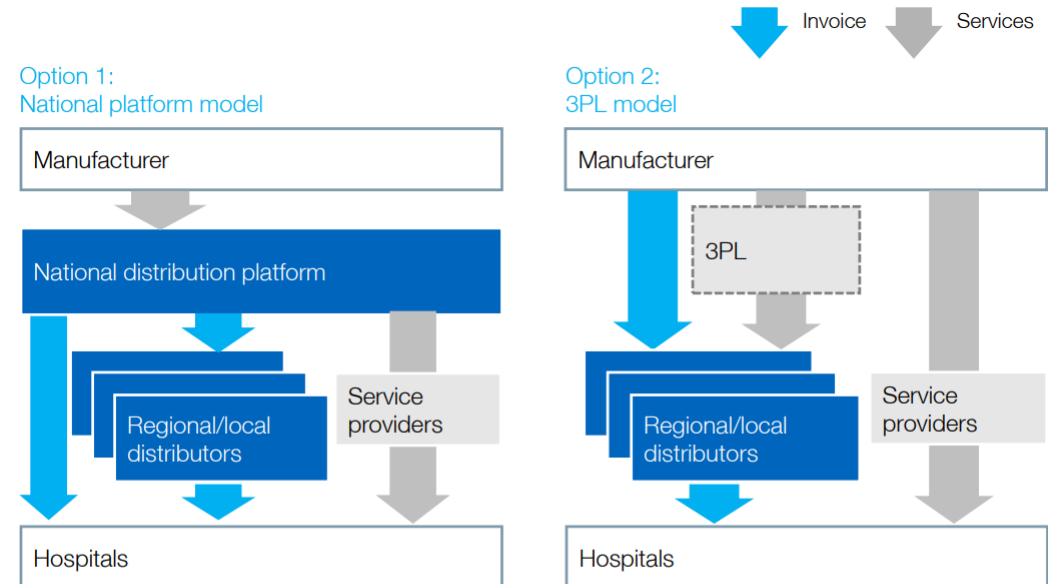 Invoice
Services
Option 1:
National platform model
Manufacturer
National distribution platform
Regional/local
distributors
Service
providers
Hospitals
Option 2:
3PL model
Manufacturer
3PL
Regional/local
distributors
Service
providers
Hospitals